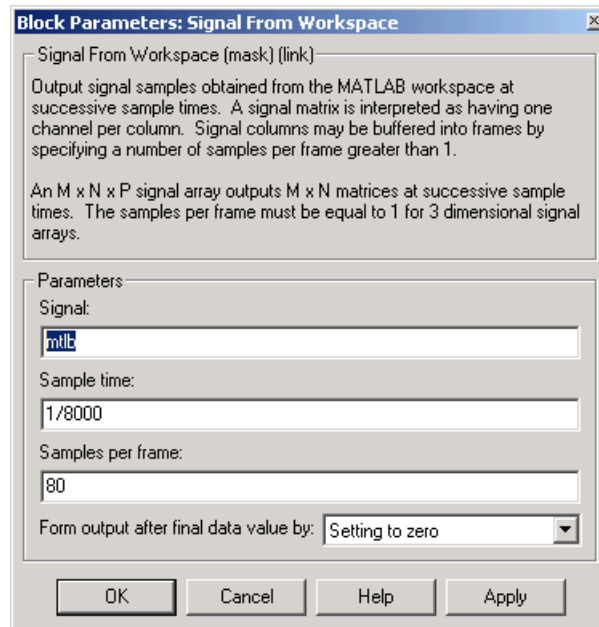 Block Parameters: Signal From Workspace
Signal From Workspace (mask) (link)
Output signal samples obtained from the MATLAB workspace at
successive sample times. A signal matrix is interpreted as having one
channel per column. Signal columns may be buffered into frames by
specifying a number of samples per frame greater than 1.
An M x N x P signal array outputs M x N matrices at successive sample
times. The samples per frame must be equal to 1 for 3 dimensional signal
arrays.
Parameters
Signal:
mtlb
Sample time:
1/8000
Samples per frame:
80
Form output after final data value by: Setting to zero
OK Cancel Help Apply